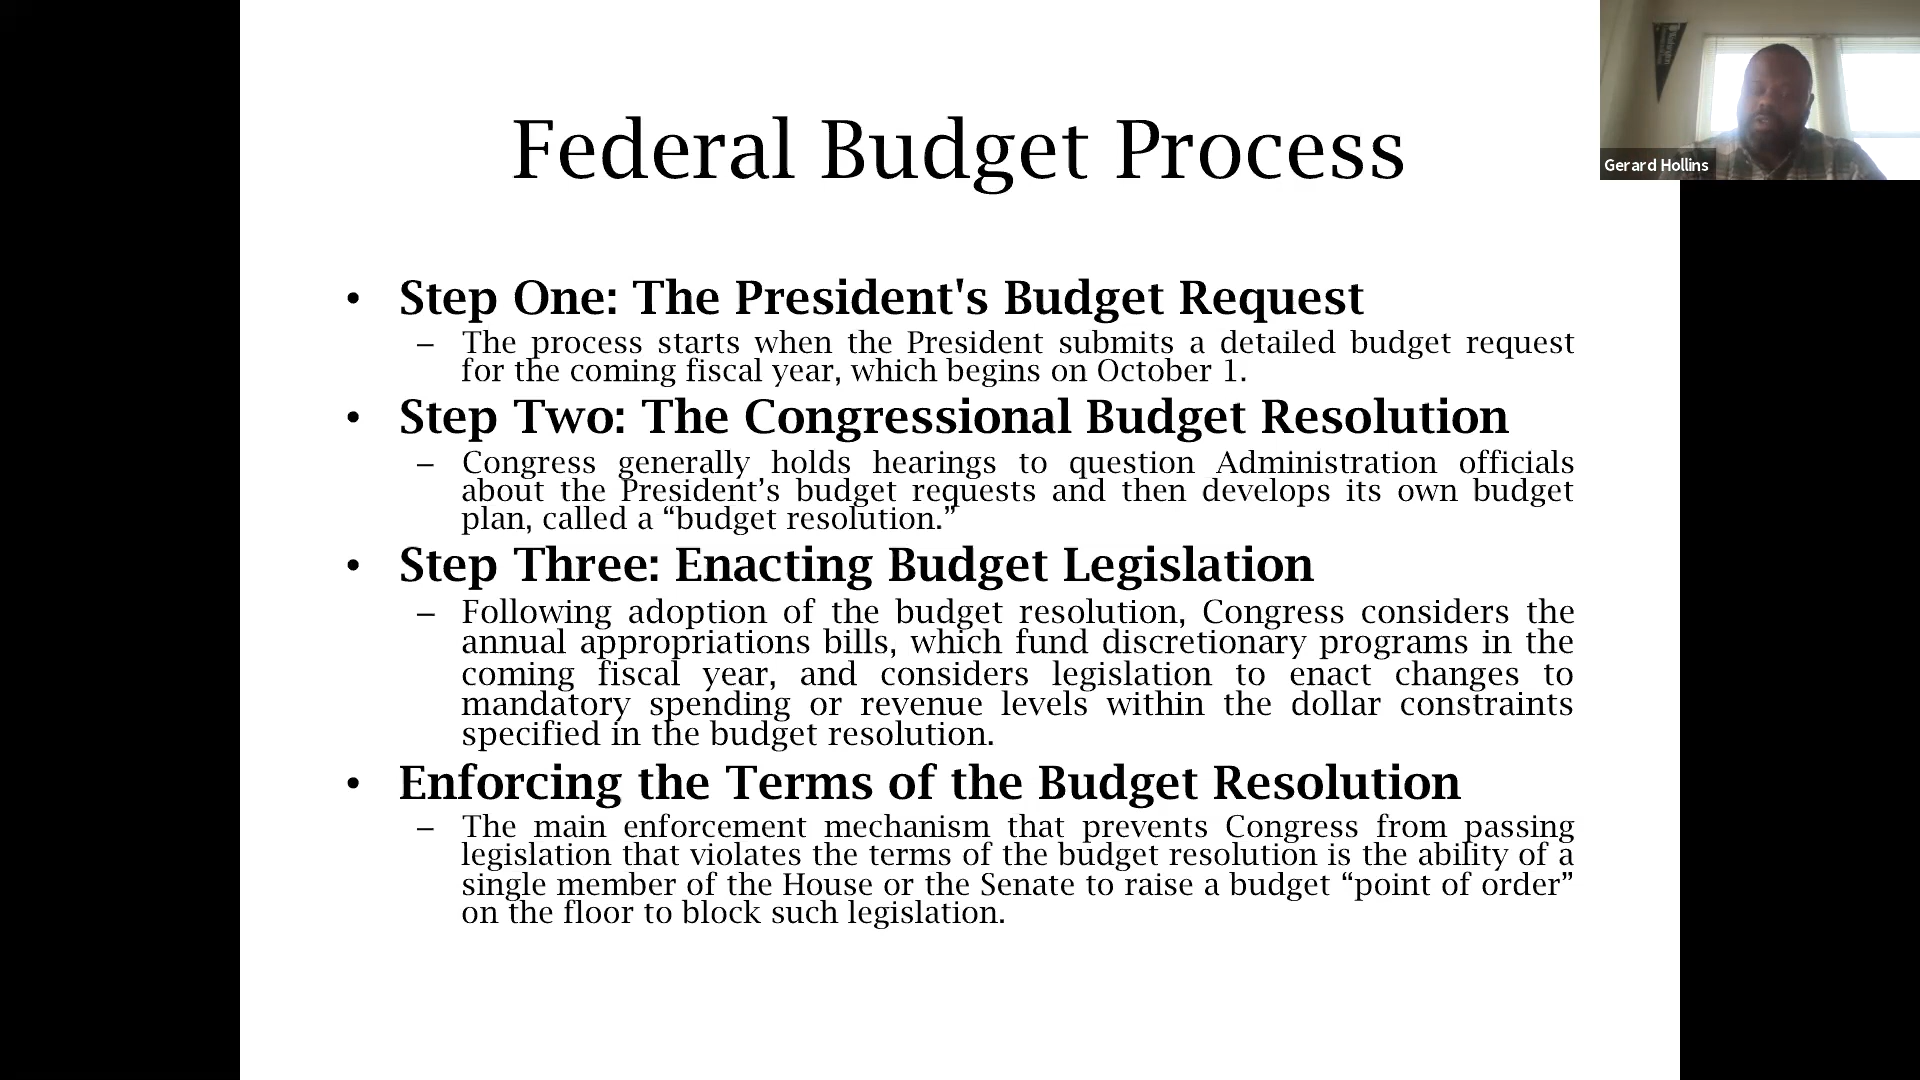 Federal Budget Process
Gerard Hollins
• Step One: The President's Budget Request
– The process starts when the President submits a detailed budget request
for the coming fiscal year, which begins on October 1.
• Step Two: The Congressional Budget Resolution
– Congress generally holds hearings to question Administration officials
about the President’s budget requests and then develops its own budget
plan, called a “budget resolution.”
• Step Three: Enacting Budget Legislation
– Following adoption of the budget resolution, Congress considers the
annual appropriations bills, which fund discretionary programs in the
coming fiscal year, and considers legislation to enact changes to
mandatory spending or revenue levels within the dollar constraints
specified in the budget resolution.
• Enforcing the Terms of the Budget Resolution
– The main enforcement mechanism that prevents Congress from passing
legislation that violates the terms of the budget resolution is the ability of a
single member of the House or the Senate to raise a budget “point of order”
on the floor to block such legislation.